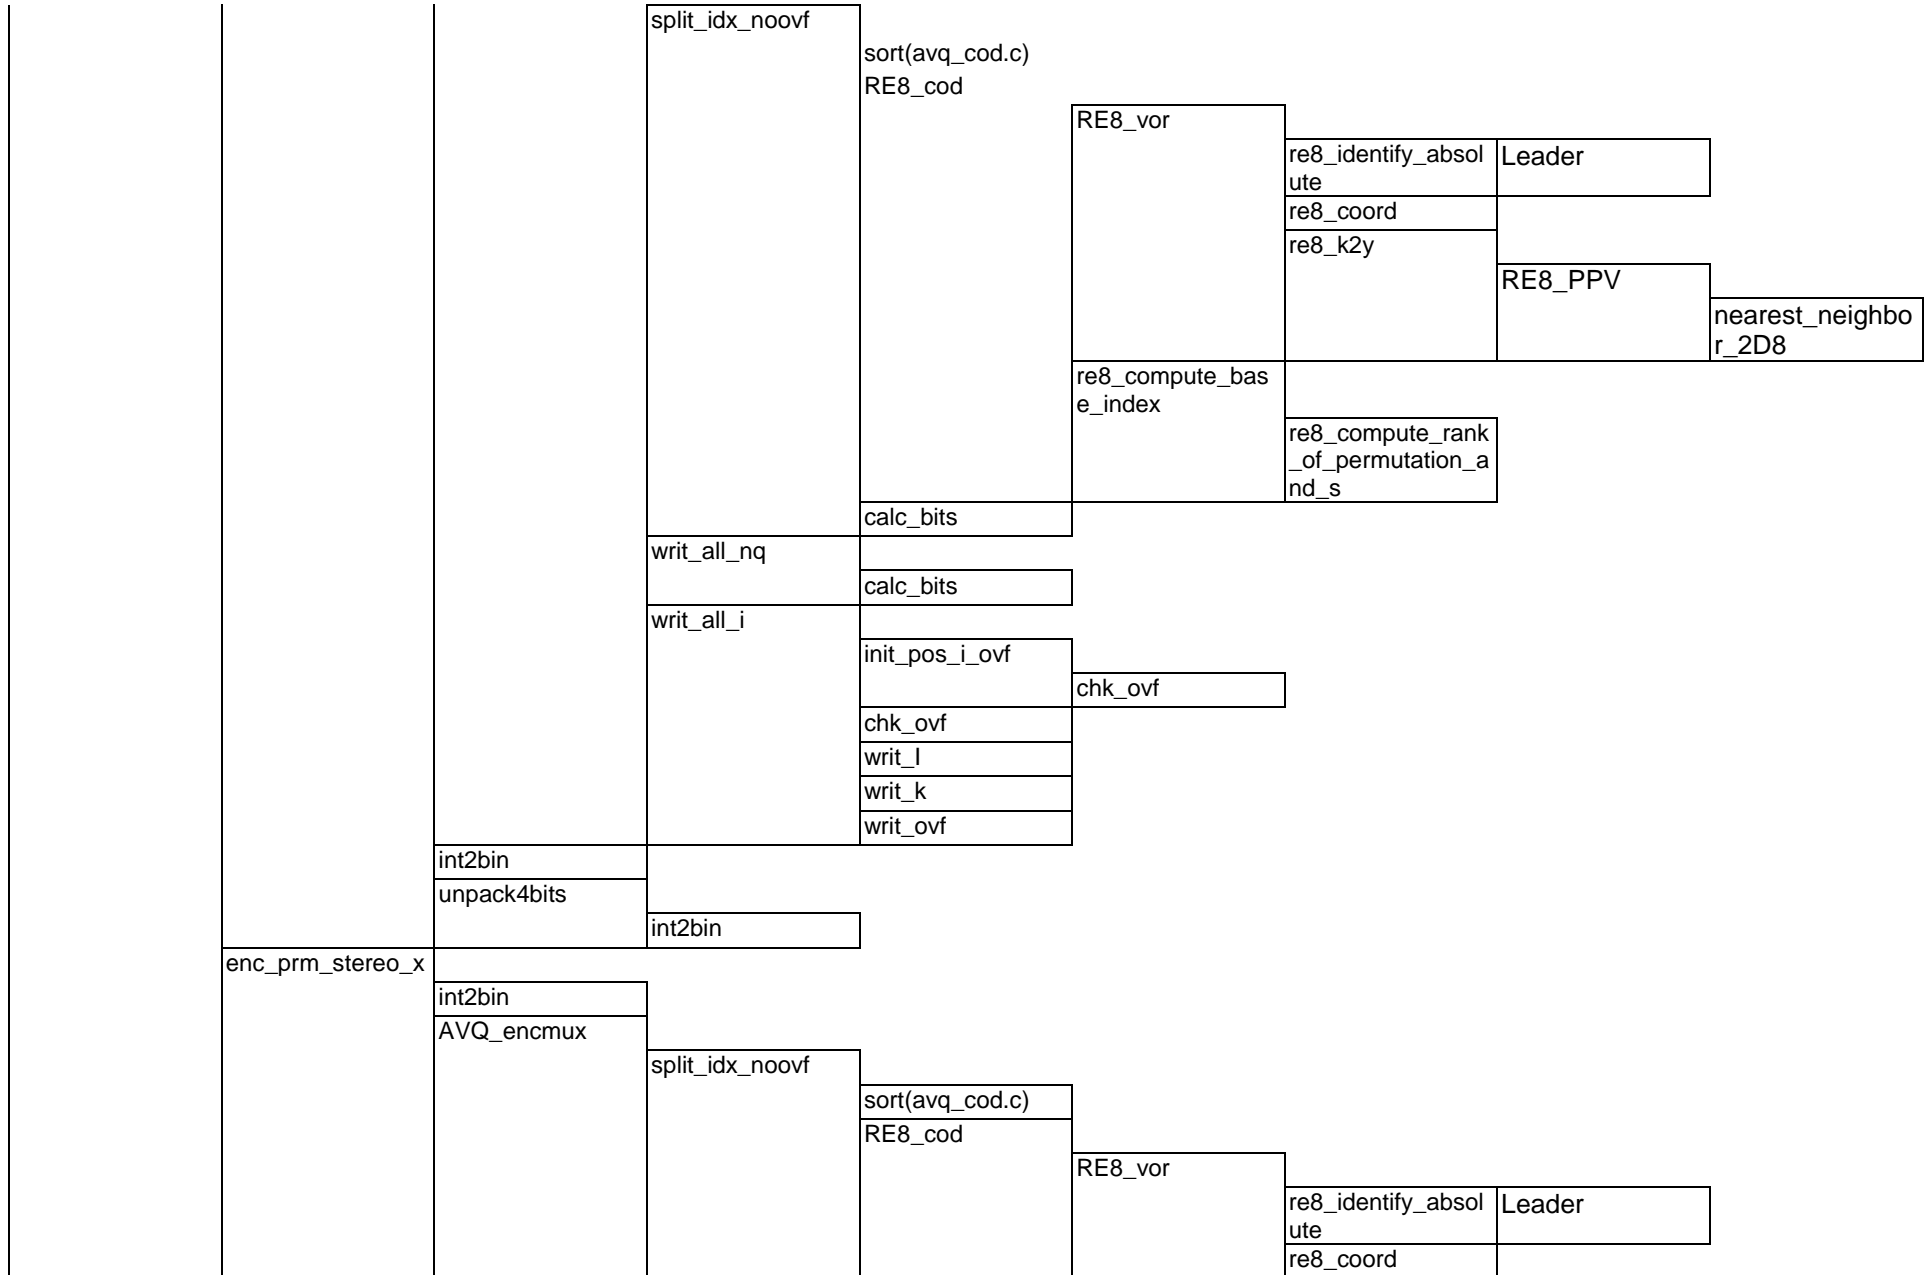 split_idx_noovf
sort(avq_cod.c)
RE8_cod
RE8_vor
re8_identify_absol
ute
Leader
re8_coord
re8_k2y
RE8_PPV
nearest_neighbo
r_2D8
re8_compute_bas
e_index
re8_compute_rank
_of_permutation_a
nd_s
calc_bits
writ_all_nq
calc_bits
writ_all_i
init_pos_i_ovf
chk_ovf
chk_ovf
writ_I
writ_k
writ_ovf
int2bin
unpack4bits
int2bin
enc_prm_stereo_x
int2bin
AVQ_encmux
split_idx_noovf
sort(avq_cod.c)
RE8_cod
RE8_vor
re8_identify_absol
ute
Leader
re8_coord